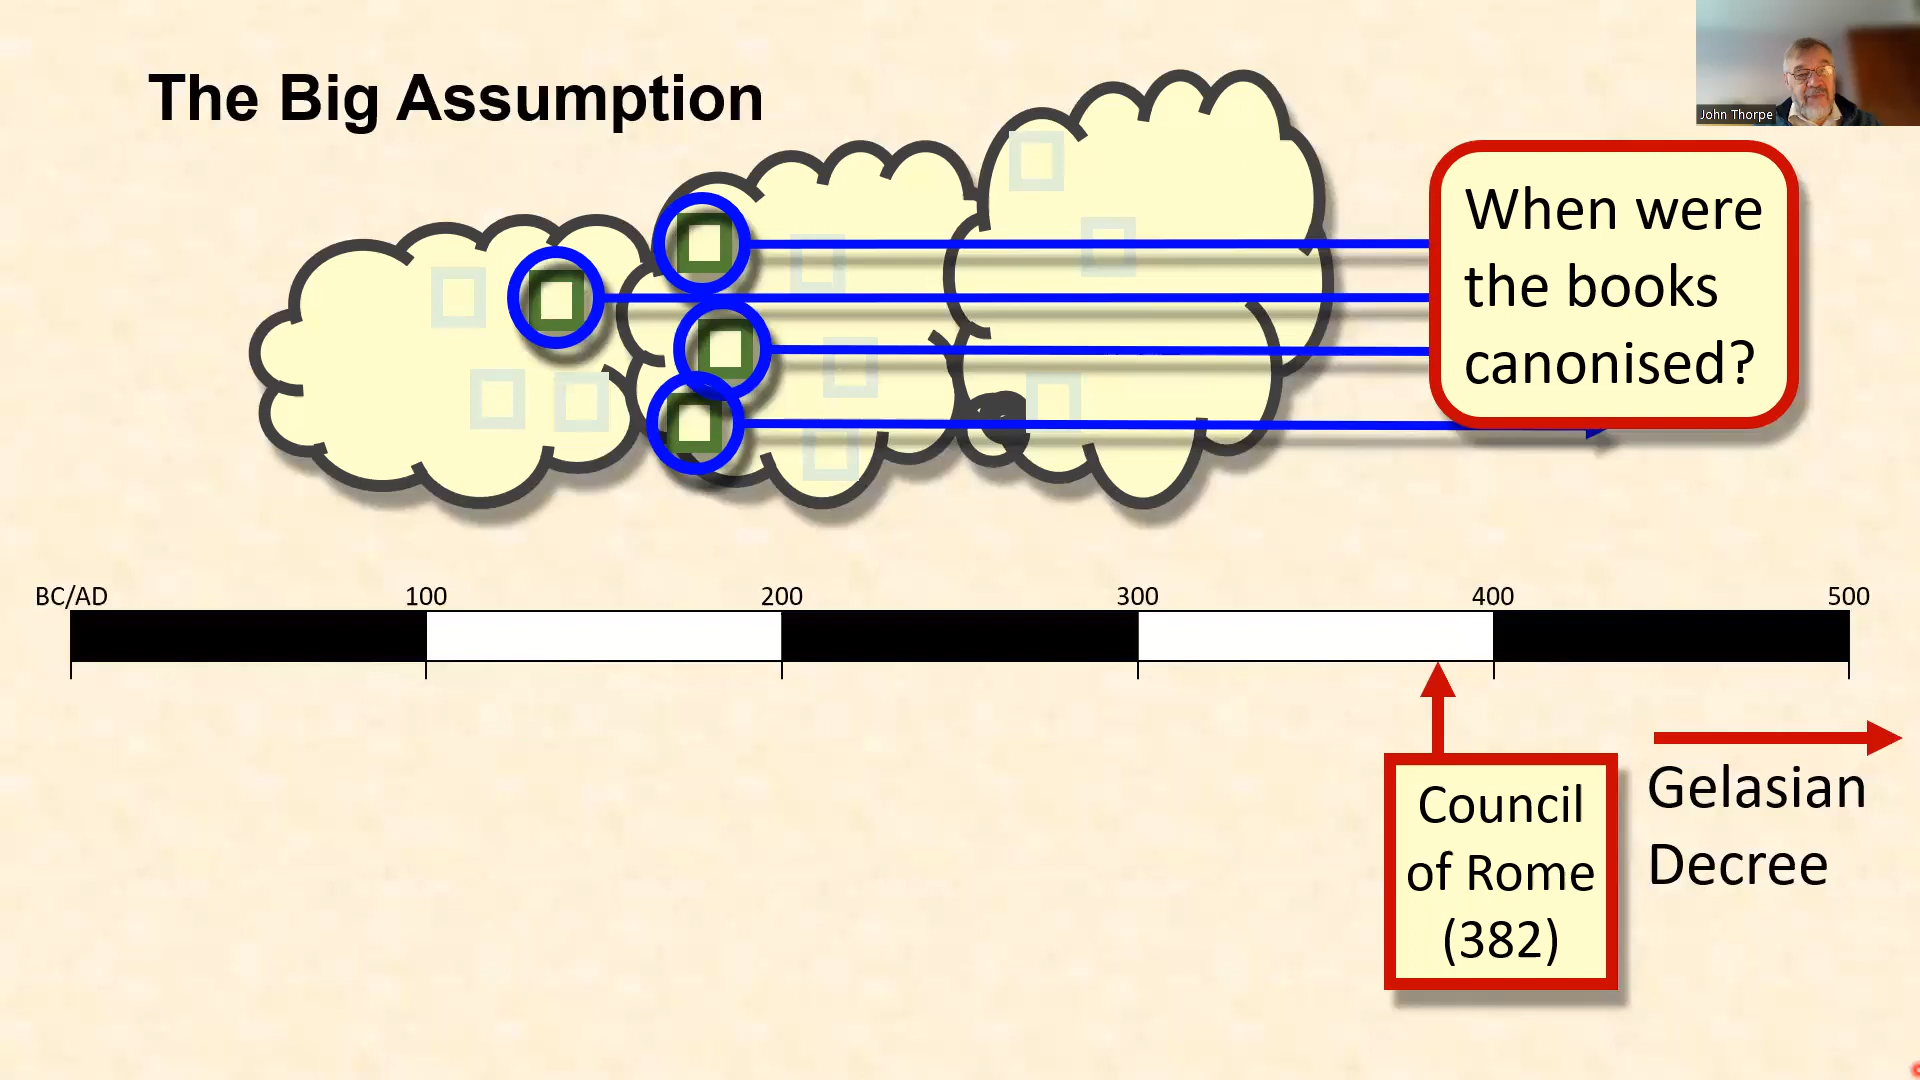 The Big Assumption
John Thorpe
When were
the books
canonised?
BC/AD
100
200
300
400
500
Council
of Rome
(382)
Gelasian
Decree